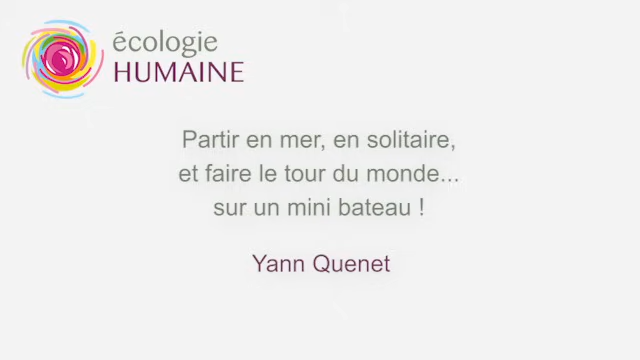 écologie
HUMAINE
Partir en mer, en solitaire,
et faire le tour du monde...
sur un mini bateau !
Yann Quenet